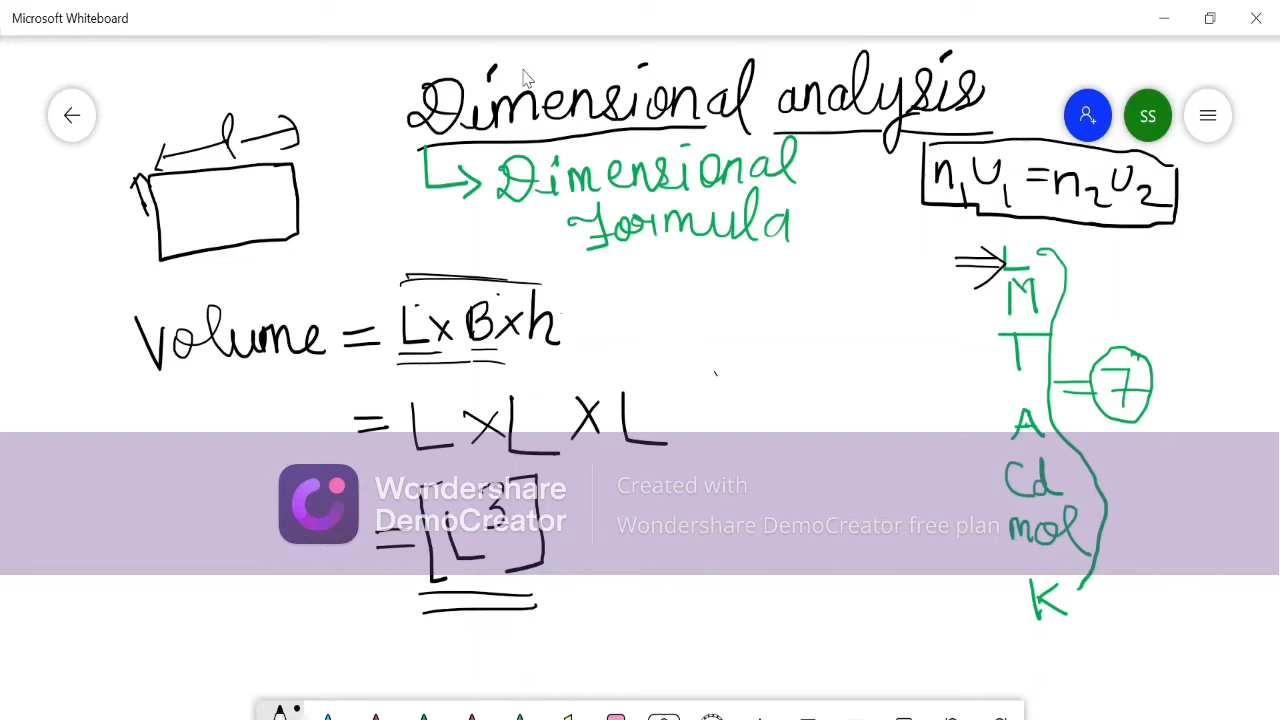 Microsoft Whiteboard
Dimensional analysis
SS
l
Dimensional
Formula
n₁U₁ = n₂U₂
L
M
T
= 7
A
Cd
mol
K
Volume = L x B x h
= L x L x L
= [L³]
Wondershare
DemoCreator
Created with
Wondershare DemoCreator free plan